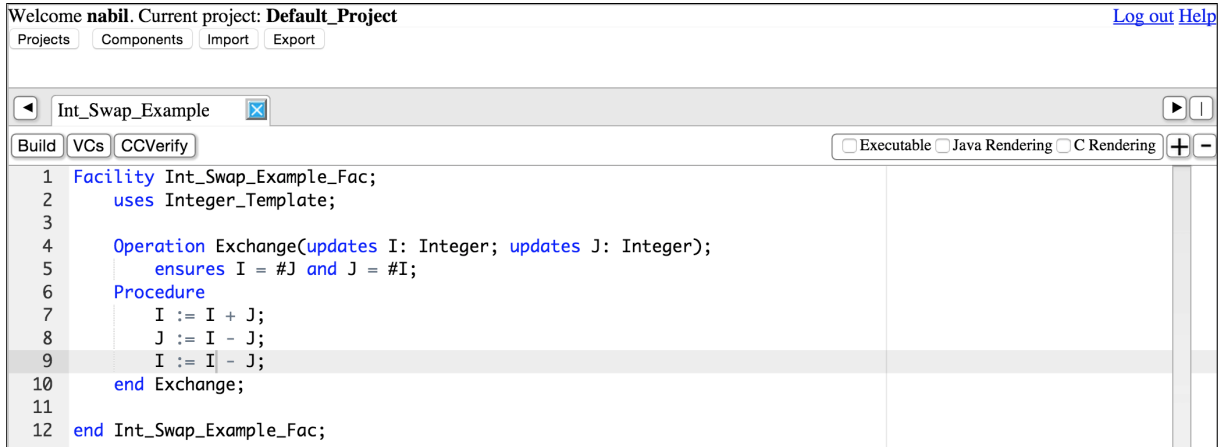 Welcome nabil. Current project: Default_Project Log out Help
Projects Components Import Export
Int_Swap_Example
Build VCs CCVerify Executable Java Rendering C Rendering + -
1 Facility Int_Swap_Example_Fac;
2 uses Integer_Template;
3
4 Operation Exchange(updates I: Integer; updates J: Integer);
5 ensures I = #J and J = #I;
6 Procedure
7 I := I + J;
8 J := I - J;
9 I := I - J;
10 end Exchange;
11
12 end Int_Swap_Example_Fac;